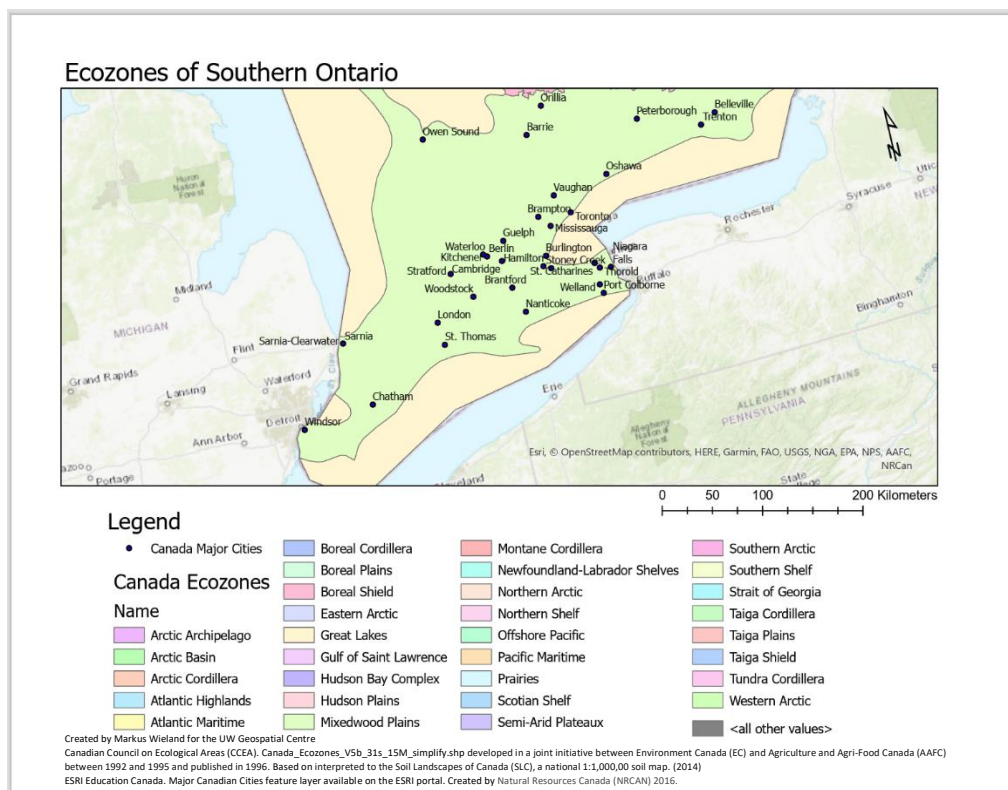 Ecozones of Southern Ontario
Orillia
Belleville
Peterborough
Trenton
Barrie
Owen Sound
Huron
National
Forest
Oshawa
Utic
NEW
Syracuse
Vaughan
Rochester
Brampton
Toronto
Mississauga
Guelph
Waterloo
Berlin
Burlington
Niagara
Kitchener
Hamilton
Stoney Creek
Falls
Stratford
Cambridge
St. Catharines
Thorold
Buffalo
Midland
Brantford
Welland
Port Colborne
Woodstock
Binghamton
Nanticoke
MICHIGAN
London
Sarnia
St. Thomas
Sarnia-Clearwater
Flint
St Clair
Grand Rapids
Waterford
Erie
Lansing
Chatham
ALLEGHENY MOUNTAINS
PENNSYLVANIA
Detroit
Windsor
Allegheny
National
Forest
Ann Arbor
Esri, © OpenStreetMap contributors, HERE, Garmin, FAO, USGS, NGA, EPA, NPS, AAFC,
NRCan
azoo
Portage
Cleveland
State
College
N
0 50 100 200 Kilometers
Legend
Canada Major Cities
Canada Ecozones
Name
Arctic Archipelago
Arctic Basin
Arctic Cordillera
Atlantic Highlands
Atlantic Maritime
Boreal Cordillera
Boreal Plains
Boreal Shield
Eastern Arctic
Great Lakes
Gulf of Saint Lawrence
Hudson Bay Complex
Hudson Plains
Mixedwood Plains
Montane Cordillera
Newfoundland-Labrador Shelves
Northern Arctic
Northern Shelf
Offshore Pacific
Pacific Maritime
Prairies
Scotian Shelf
Semi-Arid Plateaux
Southern Arctic
Southern Shelf
Strait of Georgia
Taiga Cordillera
Taiga Plains
Taiga Shield
Tundra Cordillera
Western Arctic
<all other values>
Created by Markus Wieland for the UW Geospatial Centre
Canadian Council on Ecological Areas (CCEA). Canada_Ecozones_V5b_31s_15M_simplify.shp developed in a joint initiative between Environment Canada (EC) and Agriculture and Agri-Food Canada (AAFC)
between 1992 and 1995 and published in 1996. Based on interpreted to the Soil Landscapes of Canada (SLC), a national 1:1,000,00 soil map. (2014)
ESRI Education Canada. Major Canadian Cities feature layer available on the ESRI portal. Created by Natural Resources Canada (NRCAN) 2016.